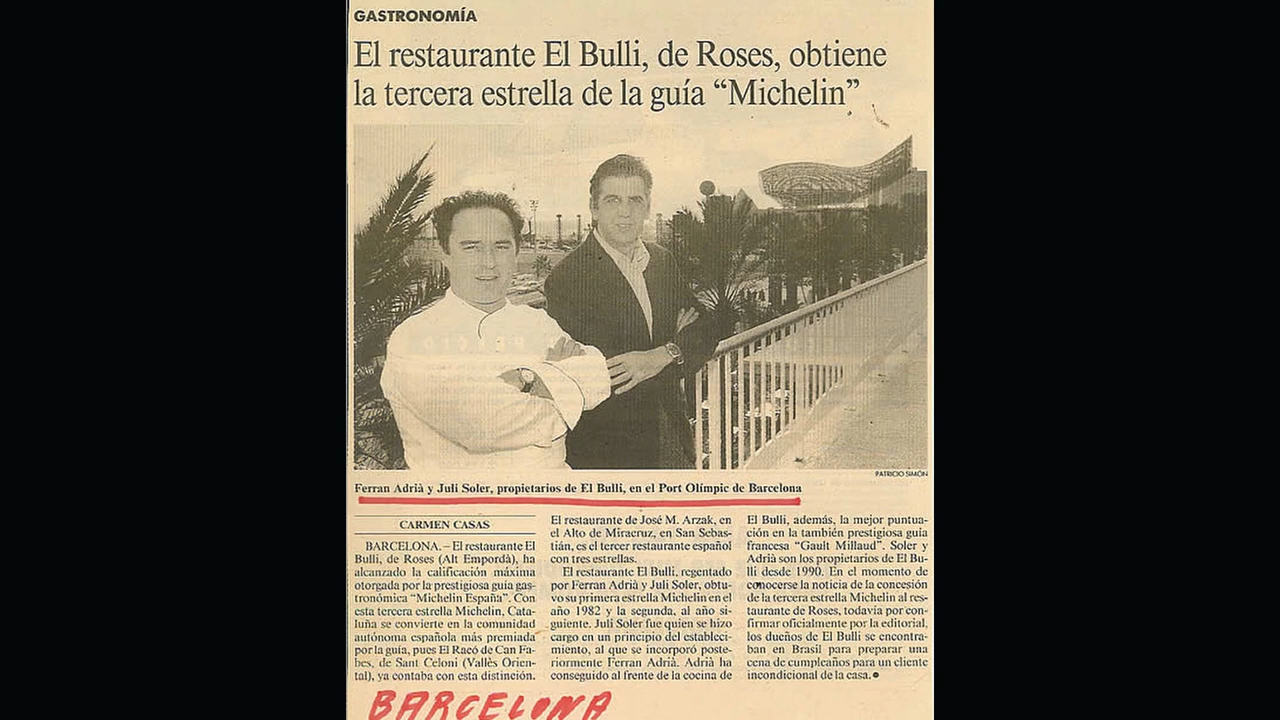 GASTRONOMÍA
El restaurante El Bulli, de Roses, obtiene
la tercera estrella de la guía “Michelin”
PATRICIO SIMÓN
Ferran Adrià y Juli Soler, propietarios de El Bulli, en el Port Olímpic de Barcelona
CARMEN CASAS
BARCELONA. – El restaurante El
Bulli, de Roses (Alt Empordà), ha
alcanzado la calificación máxima
otorgada por la prestigiosa guía gas-
tronómica “Michelin España”. Con
esta tercera estrella Michelin, Cata-
luña se convierte en la comunidad
autónoma española más premiada
por la guía, pues El Racó de Can Fa-
bes, de Sant Celoni (Vallès Orien-
tal), ya contaba con esta distinción.
El restaurante de José M. Arzak, en
el Alto de Miracruz, en San Sebas-
tián, es el tercer restaurante español
con tres estrellas.
El restaurante El Bulli, regentado
por Ferran Adrià y Juli Soler, obtu-
vo su primera estrella Michelin en el
año 1982 y la segunda, al año si-
guiente. Juli Soler fue quien se hizo
cargo en un principio del estableci-
miento, al que se incorporó poste-
riormente Ferran Adrià. Adrià ha
conseguido al frente de la cocina de
El Bulli, además, la mejor puntua-
ción en la también prestigiosa guía
francesa “Gault Millaud”. Soler y
Adrià son los propietarios de El Bu-
lli desde 1990. En el momento de
conocerse la noticia de la concesión
de la tercera estrella Michelin al res-
taurante de Roses, todavía por con-
firmar oficialmente por la editorial,
los dueños de El Bulli se encontra-
ban en Brasil para preparar una
cena de cumpleaños para un cliente
incondicional de la casa.●
BARCELONA